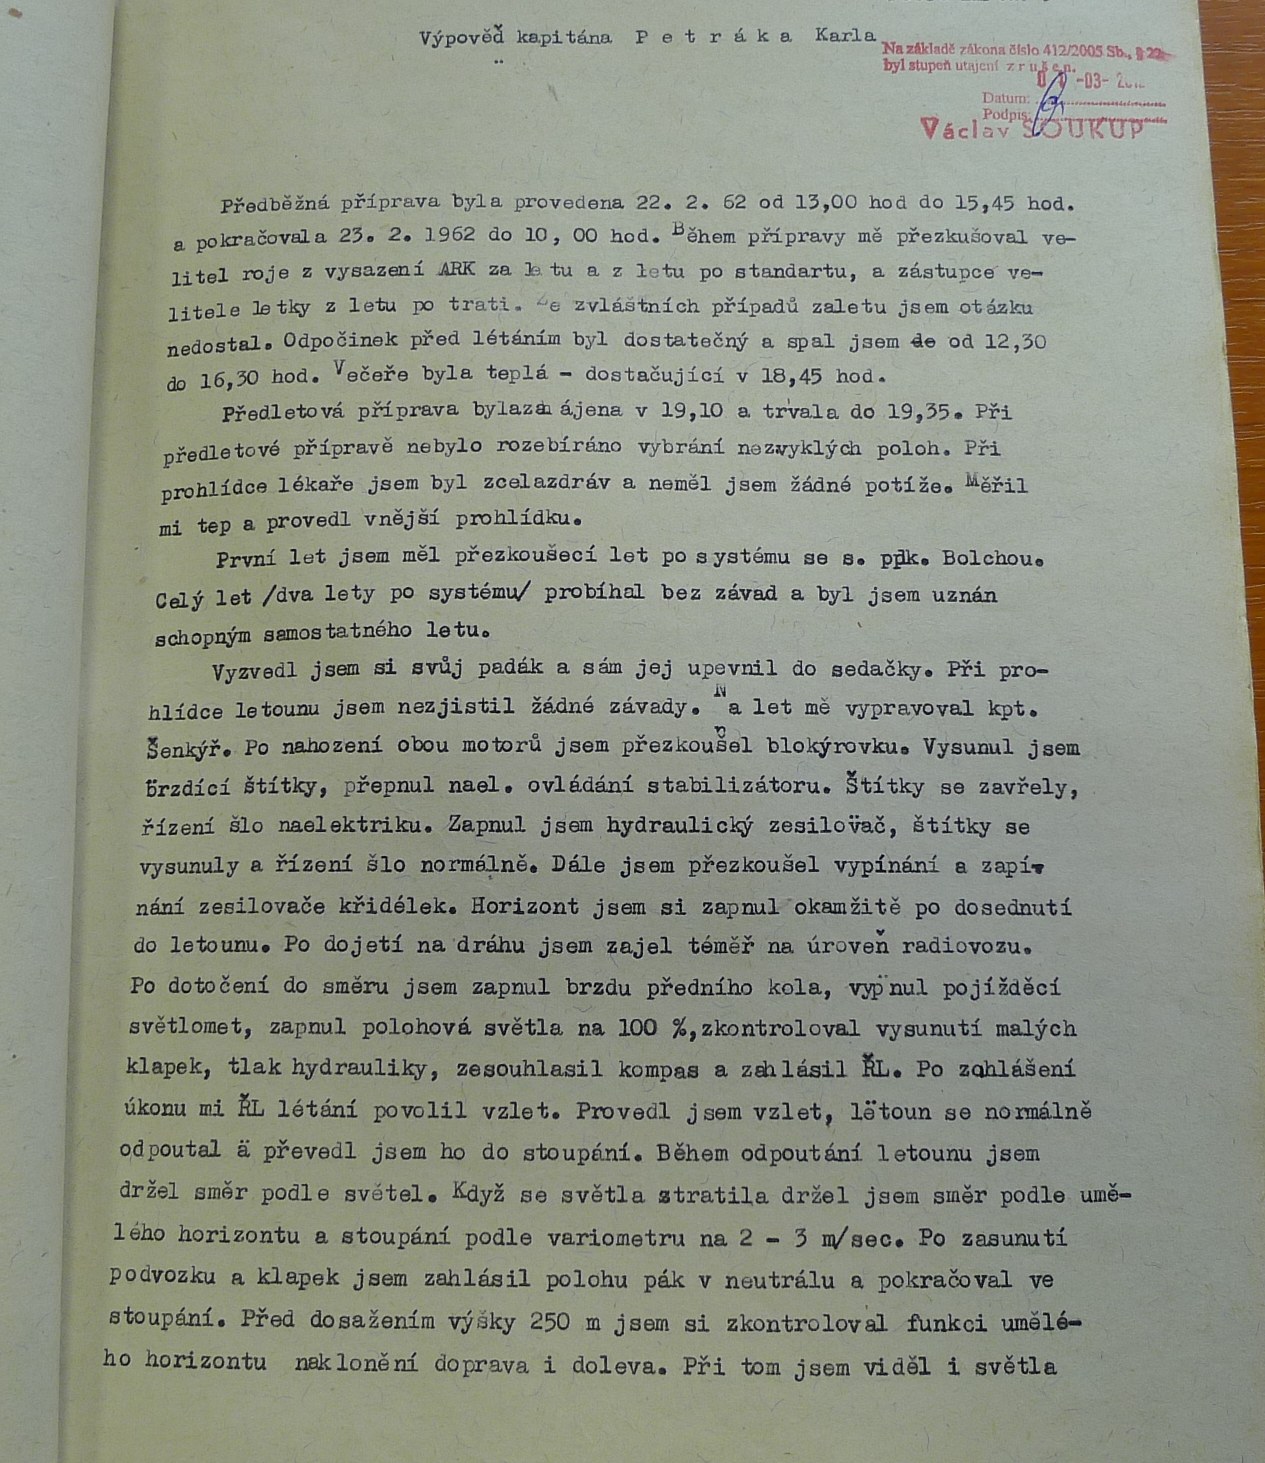 Výpověď kapitána P e t r á k a Karla
Na základě zákona číslo 412/2005 Sb., § 22
byl stupeň utajení z r u š e n.
-03-
Datum:
Podpis:
Václav SOUKUP
Předběžná příprava byla provedena 22. 2. 62 od 13,00 hod do 15,45 hod.
a pokračovala 23. 2. 1962 do 10, 00 hod. Během přípravy mě přezkušoval ve-
litel roje z vysazení ARK za letu a z letu po standartu, a zástupce ve-
litele letky z letu po trati. Ze zvláštních případů zaletu jsem otázku
nedostal. Odpočinek před létáním byl dostatečný a spal jsem de od 12,30
do 16,30 hod. Večeře byla teplá - dostačující v 18,45 hod.
Předletová příprava bylazah ájena v 19,10 a trvala do 19,35. Při
předletové přípravě nebylo rozebíráno vybrání nezvyklých poloh. Při
prohlídce lékaře jsem byl zcelazdráv a neměl jsem žádné potíže. Měřil
mi tep a provedl vnější prohlídku.
První let jsem měl přezkoušecí let po systému se s. pplk. Bolchou.
Celý let /dva lety po systému/ probíhal bez závad a byl jsem uznán
schopným samostatného letu.
Vyzvedl jsem si svůj padák a sám jej upevnil do sedačky. Při pro-
hlídce letounu jsem nezjistil žádné závady. Na let mě vypravoval kpt.
Šenkýř. Po nahození obou motorů jsem přezkoušel blokýrovku. Vysunul jsem
brzdící štítky, přepnul nael. ovládání stabilizátoru. Štítky se zavřely,
řízení šlo naelektriku. Zapnul jsem hydraulický zesilovač, štítky se
vysunuly a řízení šlo normálně. Dále jsem přezkoušel vypínání a zapí-
nání zesilovače křidélek. Horizont jsem si zapnul okamžitě po dosednutí
do letounu. Po dojetí na dráhu jsem zajel téměř na úroveň radiovozu.
Po dotočení do směru jsem zapnul brzdu předního kola, vypnul pojížděcí
světlomet, zapnul polohová světla na 100 %,zkontroloval vysunutí malých
klapek, tlak hydrauliky, zesouhlasil kompas a zahlásil ŘL. Po zahlášení
úkonu mi ŘL létání povolil vzlet. Provedl jsem vzlet, lëtoun se normálně
odpoutal ä převedl jsem ho do stoupání. Během odpoutání letounu jsem
držel směr podle světel. Když se světla ztratila držel jsem směr podle umě-
lého horizontu a stoupání podle variometru na 2 - 3 m/sec. Po zasunutí
podvozku a klapek jsem zahlásil polohu pák v neutrálu a pokračoval ve
stoupání. Před dosažením výšky 250 m jsem si zkontroloval funkci umělé-
ho horizontu naklonění doprava i doleva. Při tom jsem viděl i světla